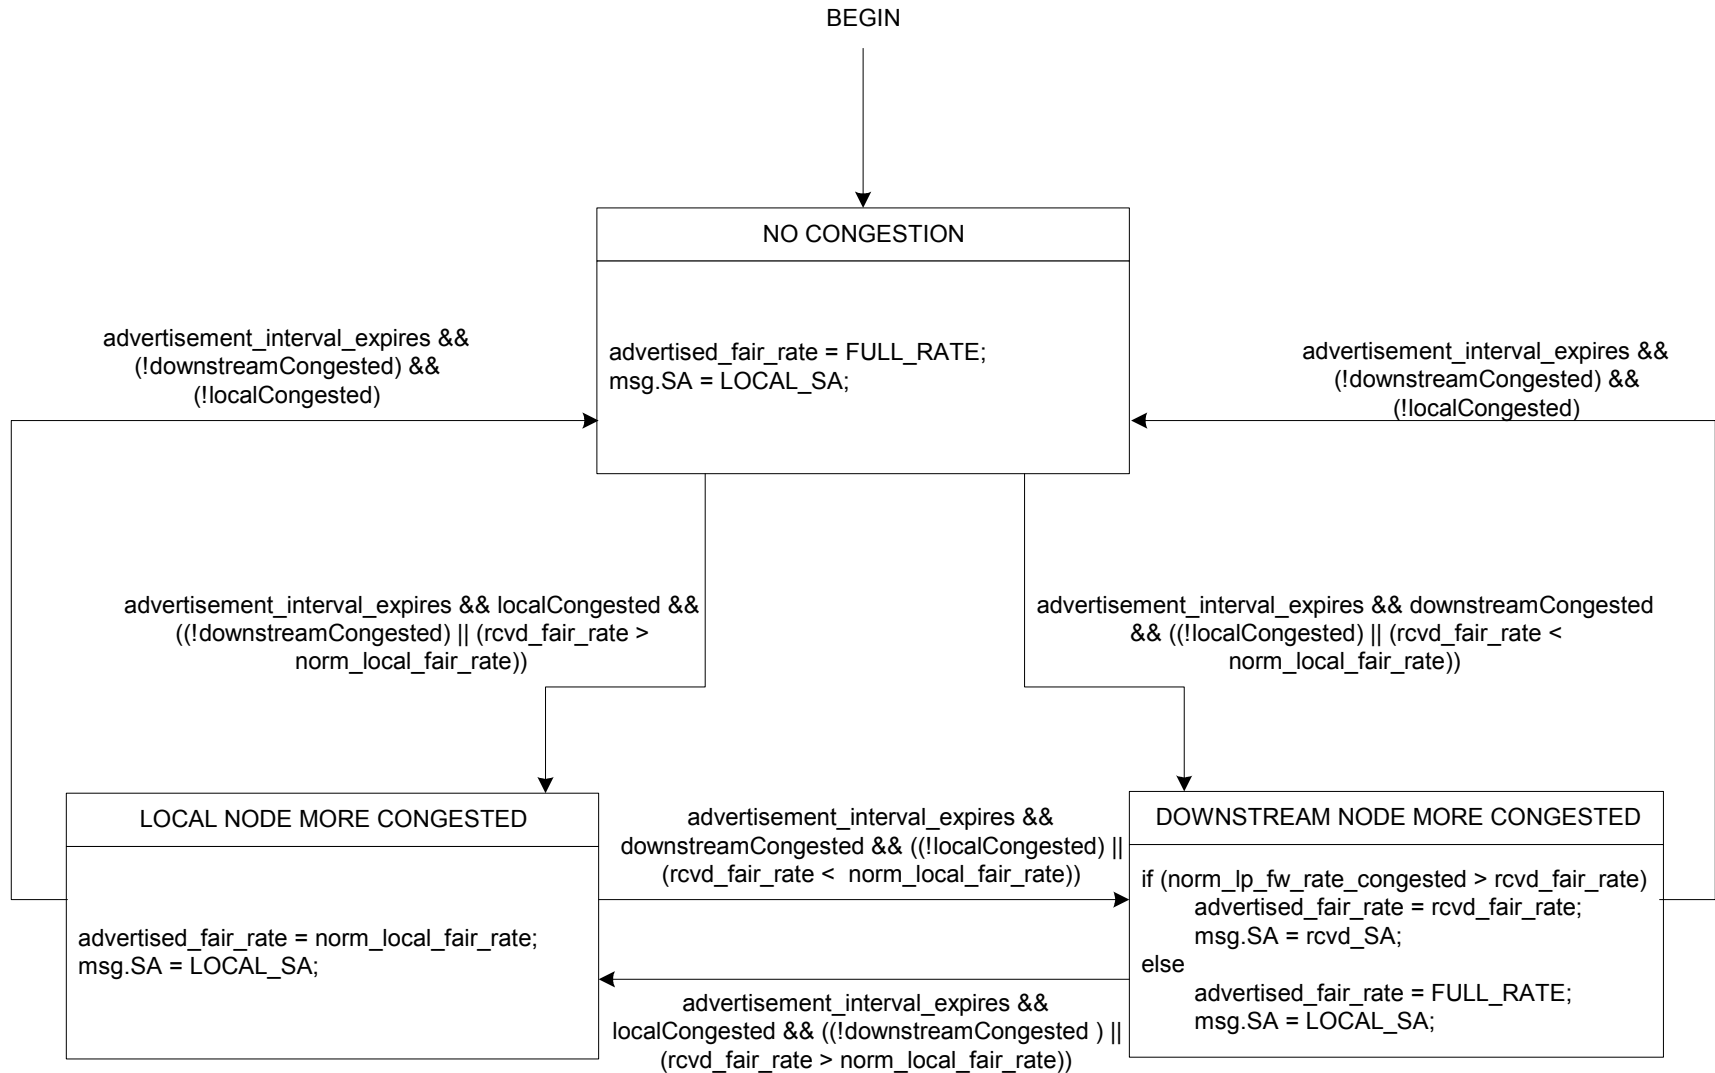 BEGIN
NO CONGESTION
advertised_fair_rate = FULL_RATE;
msg.SA = LOCAL_SA;
advertisement_interval_expires &&
(!downstreamCongested) &&
(!localCongested)
advertisement_interval_expires &&
(!downstreamCongested) &&
(!localCongested)
advertisement_interval_expires && localCongested &&
((!downstreamCongested) || (rcvd_fair_rate >
norm_local_fair_rate))
advertisement_interval_expires && downstreamCongested
&& ((!localCongested) || (rcvd_fair_rate <
norm_local_fair_rate))
LOCAL NODE MORE CONGESTED
advertised_fair_rate = norm_local_fair_rate;
msg.SA = LOCAL_SA;
advertisement_interval_expires &&
downstreamCongested && ((!localCongested) ||
(rcvd_fair_rate <  norm_local_fair_rate))
advertisement_interval_expires &&
localCongested && ((!downstreamCongested ) ||
(rcvd_fair_rate > norm_local_fair_rate))
DOWNSTREAM NODE MORE CONGESTED
if (norm_lp_fw_rate_congested > rcvd_fair_rate)
advertised_fair_rate = rcvd_fair_rate;
msg.SA = rcvd_SA;
else
advertised_fair_rate = FULL_RATE;
msg.SA = LOCAL_SA;